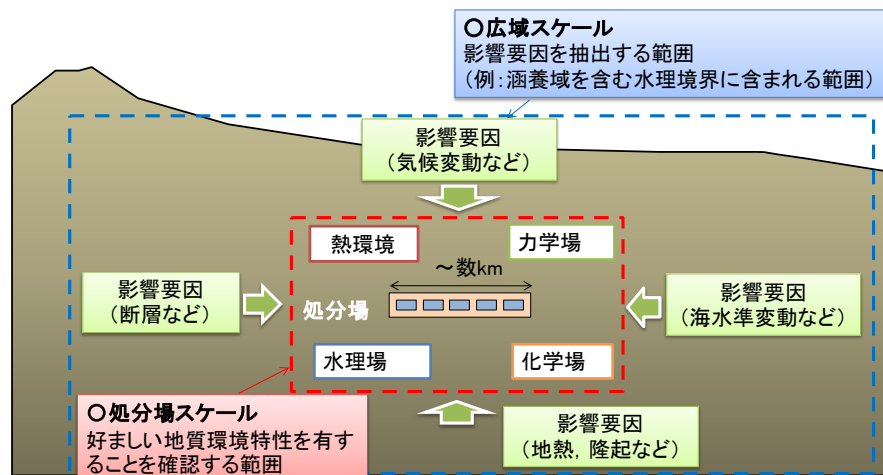 〇広域スケール
影響要因を抽出する範囲
（例：涵養域を含む水理境界に含まれる範囲）
影響要因
（気候変動など）
熱環境
力学場
～数km
影響要因
（断層など）
処分場
影響要因
（海水準変動など）
水理場
化学場
〇処分場スケール
好ましい地質環境特性を有す
ることを確認する範囲
影響要因
（地熱，隆起など）